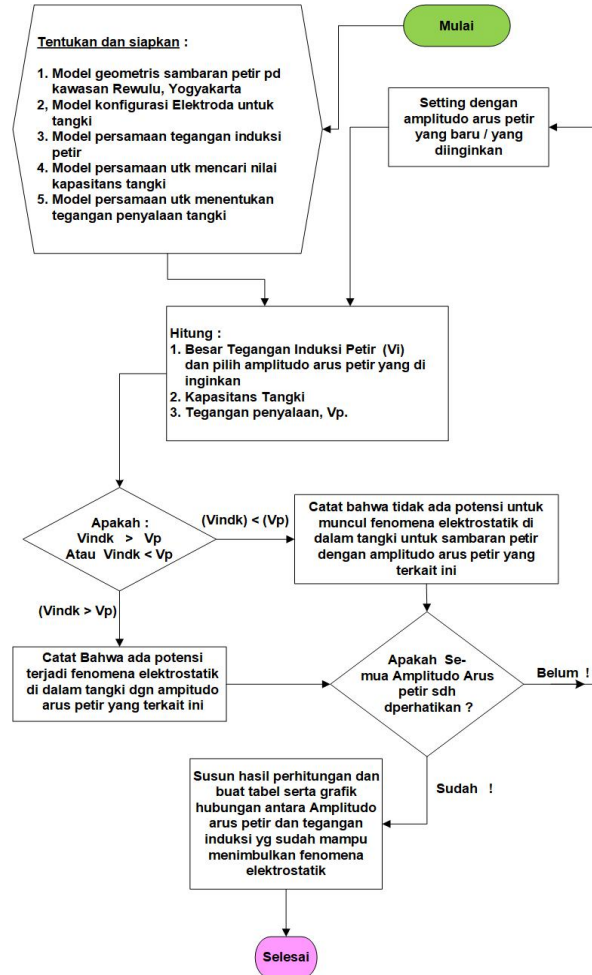 Mulai
Tentukan dan siapkan :
1. Model geometris sambaran petir pd
kawasan Rewulu, Yogyakarta
2. Model konfigurasi Elektroda untuk
tangki
3. Model persamaan tegangan induksi
petir
4. Model persamaan utk mencari nilai
kapasitans tangki
5. Model persamaan utk menentukan
tegangan penyalaan tangki
Setting dengan
amplitudo arus petir
yang baru / yang
diinginkan
Hitung :
1. Besar Tegangan Induksi Petir (Vi)
dan pilih amplitudo arus petir yang di
inginkan
2. Kapasitans Tangki
3. Tegangan penyalaan, Vp.
Apakah :
Vindk > Vp
Atau Vindk < Vp
(Vindk) < (Vp)
Catat bahwa tidak ada potensi untuk
muncul fenomena elektrostatik di
dalam tangki untuk sambaran petir
dengan amplitudo arus petir yang
terkait ini
(Vindk > Vp)
Catat Bahwa ada potensi
terjadi fenomena elektrostatik
di dalam tangki dgn ampitudo
arus petir yang terkait ini
Apakah Se-
mua Amplitudo Arus
petir sdh
dperhatikan ?
Belum !
Sudah !
Susun hasil perhitungan dan
buat tabel serta grafik
hubungan antara Amplitudo
arus petir dan tegangan
induksi yg sudah mampu
menimbulkan fenomena
elektrostatik
Selesai